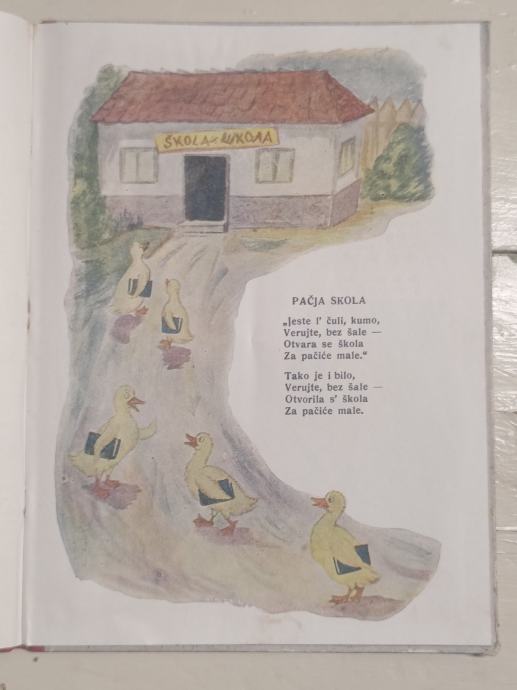 ŠKOLA-ШКОЛА
PAČJA SKOLA
„Jeste l' čuli, kumo,
Verujte, bez šale —
Otvara se škola
Za pačiće male.“
Tako je i bilo,
Verujte, bez šale —
Otvorila s' škola
Za pačiće male.